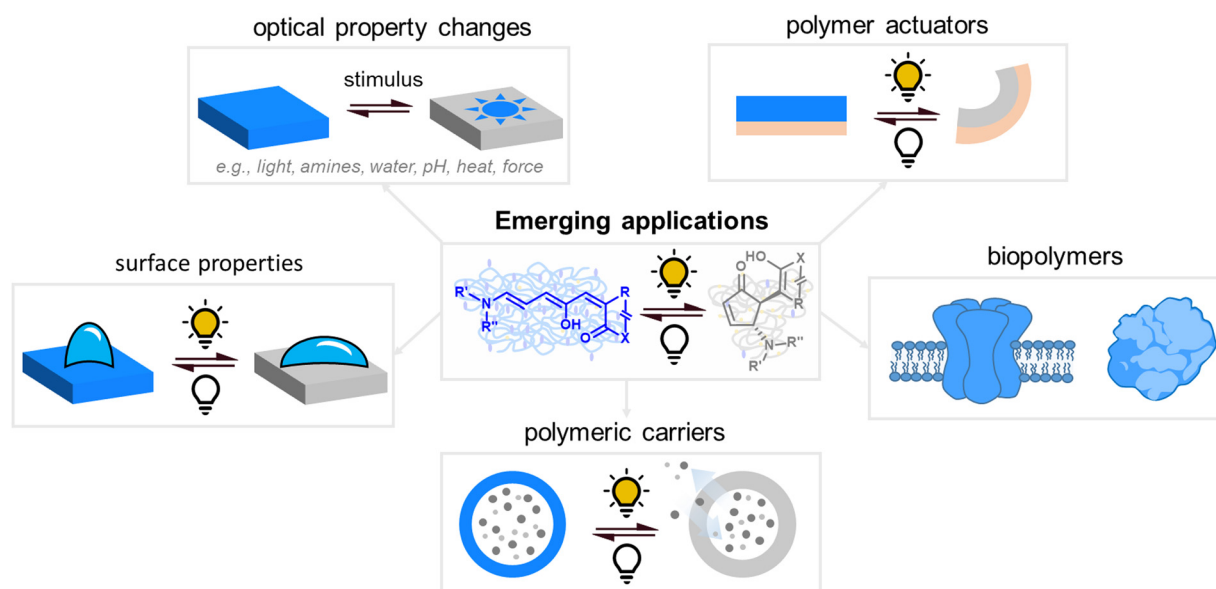 optical property changes
stimulus
e.g., light, amines, water, pH, heat, force
polymer actuators
Emerging applications
R'
N
R"
OH
O
R
X
HO
O
X
R
N
R"
R'
surface properties
biopolymers
polymeric carriers